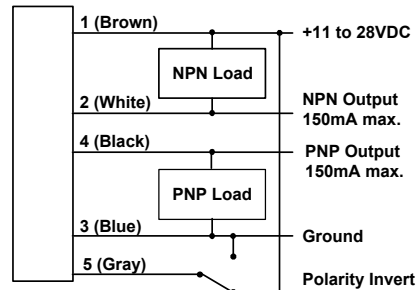 1 (Brown)
+11 to 28VDC
NPN Load
2 (White)
NPN Output
150mA max.
4 (Black)
PNP Output
150mA max.
PNP Load
3 (Blue)
Ground
5 (Gray)
Polarity Invert